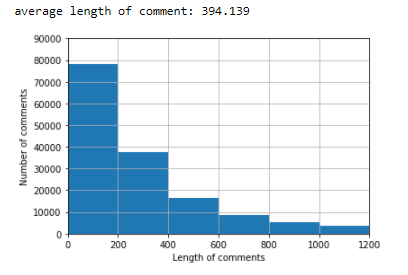 average length of comment: 394.139
90000
80000
70000
60000
50000
40000
30000
20000
10000
0
Number of comments
0 200 400 600 800 1000 1200
Length of comments